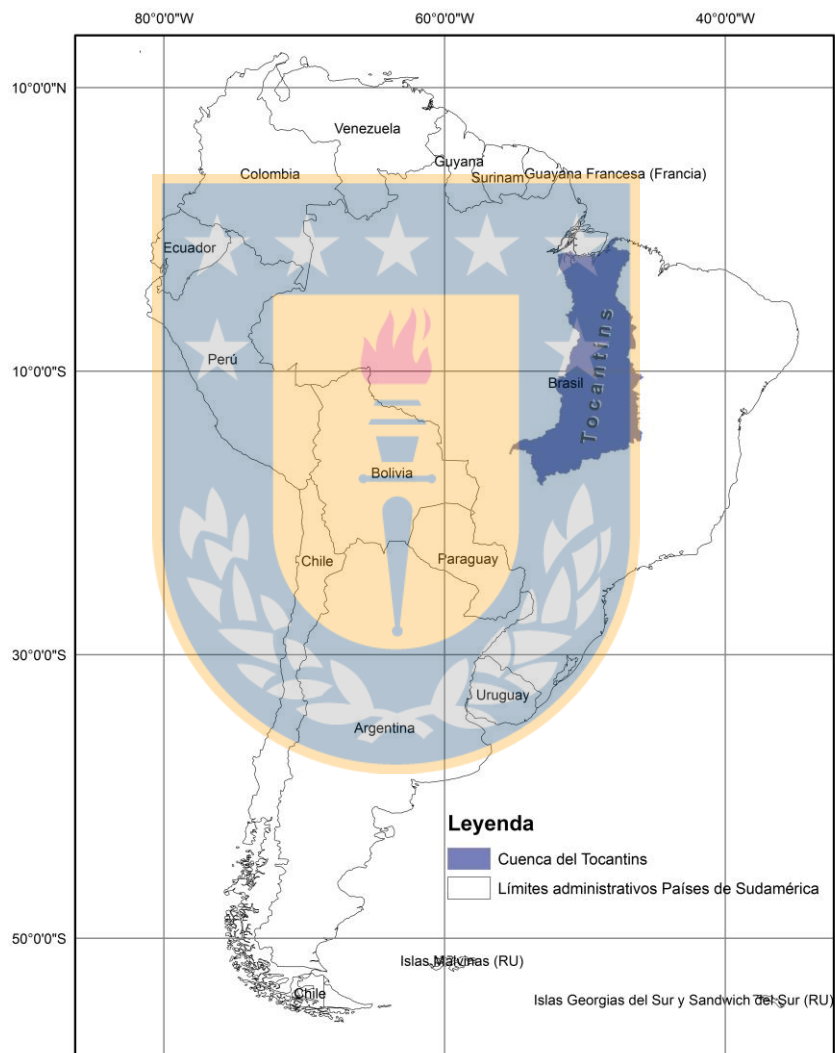 80°0'0"W
60°0'0"W
40°0'0"W
10°0'0"N
Venezuela
Guyana
Colombia
Surinam
Guayana Francesa (Francia)
Ecuador
Tocantins
Perú
10°0'0"S
Brasil
Bolivia
Chile
Paraguay
30°0'0"S
Uruguay
Argentina
Leyenda
Cuenca del Tocantins
Límites administrativos Países de Sudamérica
50°0'0"S
Islas Malvinas (RU)
Chile
Islas Georgias del Sur y Sandwich del Sur (RU)